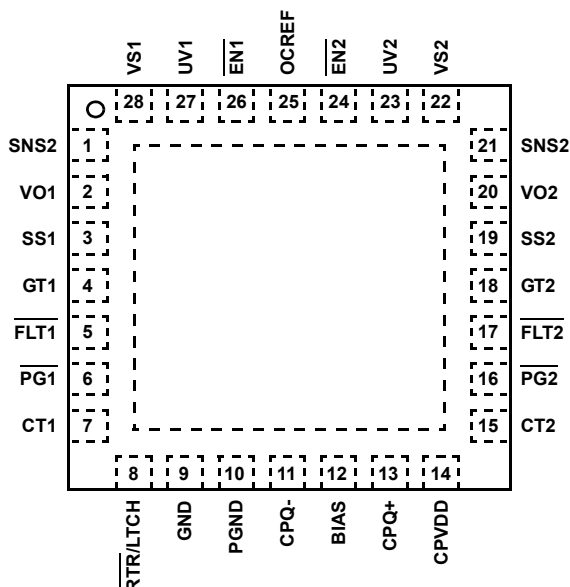 VS1
UV1
EN1
OCREF
EN2
UV2
VS2
28
27
26
25
24
23
22
SNS2 1
21 SNS2
VO1 2
20 VO2
SS1 3
19 SS2
GT1 4
18 GT2
FLT1 5
17 FLT2
PG1 6
16 PG2
CT1 7
15 CT2
8
9
10
11
12
13
14
RTR/LTCH
GND
PGND
CPQ-
BIAS
CPQ+
CPVDD